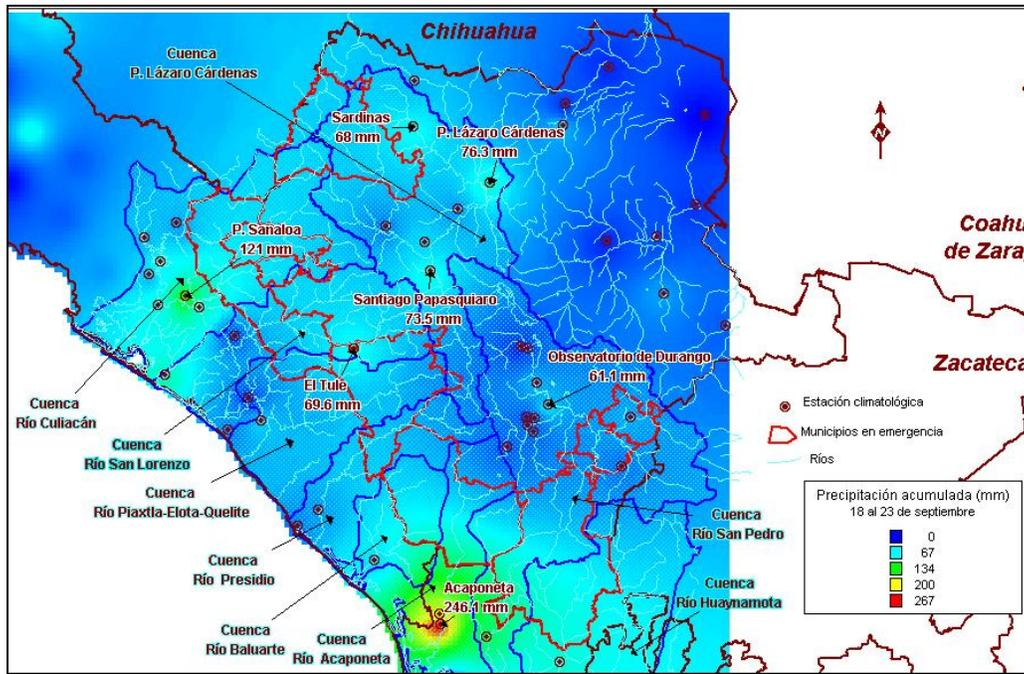 Chihuahua
Cuenca
P. Lázaro Cárdenas
Sardinas
68 mm
P. Lázaro Cárdenas
76.3 mm
N
P. Sanaloa
121 mm
Coahu
de Zara
Santiago Papasquiaro
73.5 mm
Observatorio de Durango
61.1 mm
El Tule
69.6 mm
Zacateca
Cuenca
Río Culiacán
Estación climatológica
Municipios en emergencia
Ríos
Cuenca
Río San Lorenzo
Cuenca
Río Piaxtla-Elota-Quelite
Precipitación acumulada (mm)
18 al 23 de septiembre
0
67
134
200
267
Cuenca
Río San Pedro
Cuenca
Río Presidio
Cuenca
Río Huaynamota
Acaponeta
246.1 mm
Cuenca
Río Baluarte
Cuenca
Río Acaponeta